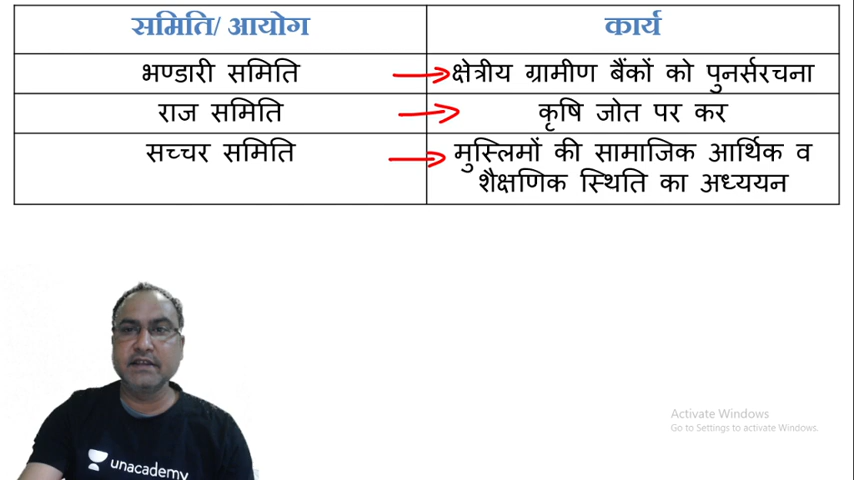 समिति/ आयोग कार्य
भण्डारी समिति क्षेत्रीय ग्रामीण बैंकों को पुनर्सरचना
राज समिति कृषि जोत पर कर
सच्चर समिति मुस्लिमों की सामाजिक आर्थिक व
शैक्षणिक स्थिति का अध्ययन
unacademy
Activate Windows
Go to Settings to activate Windows.